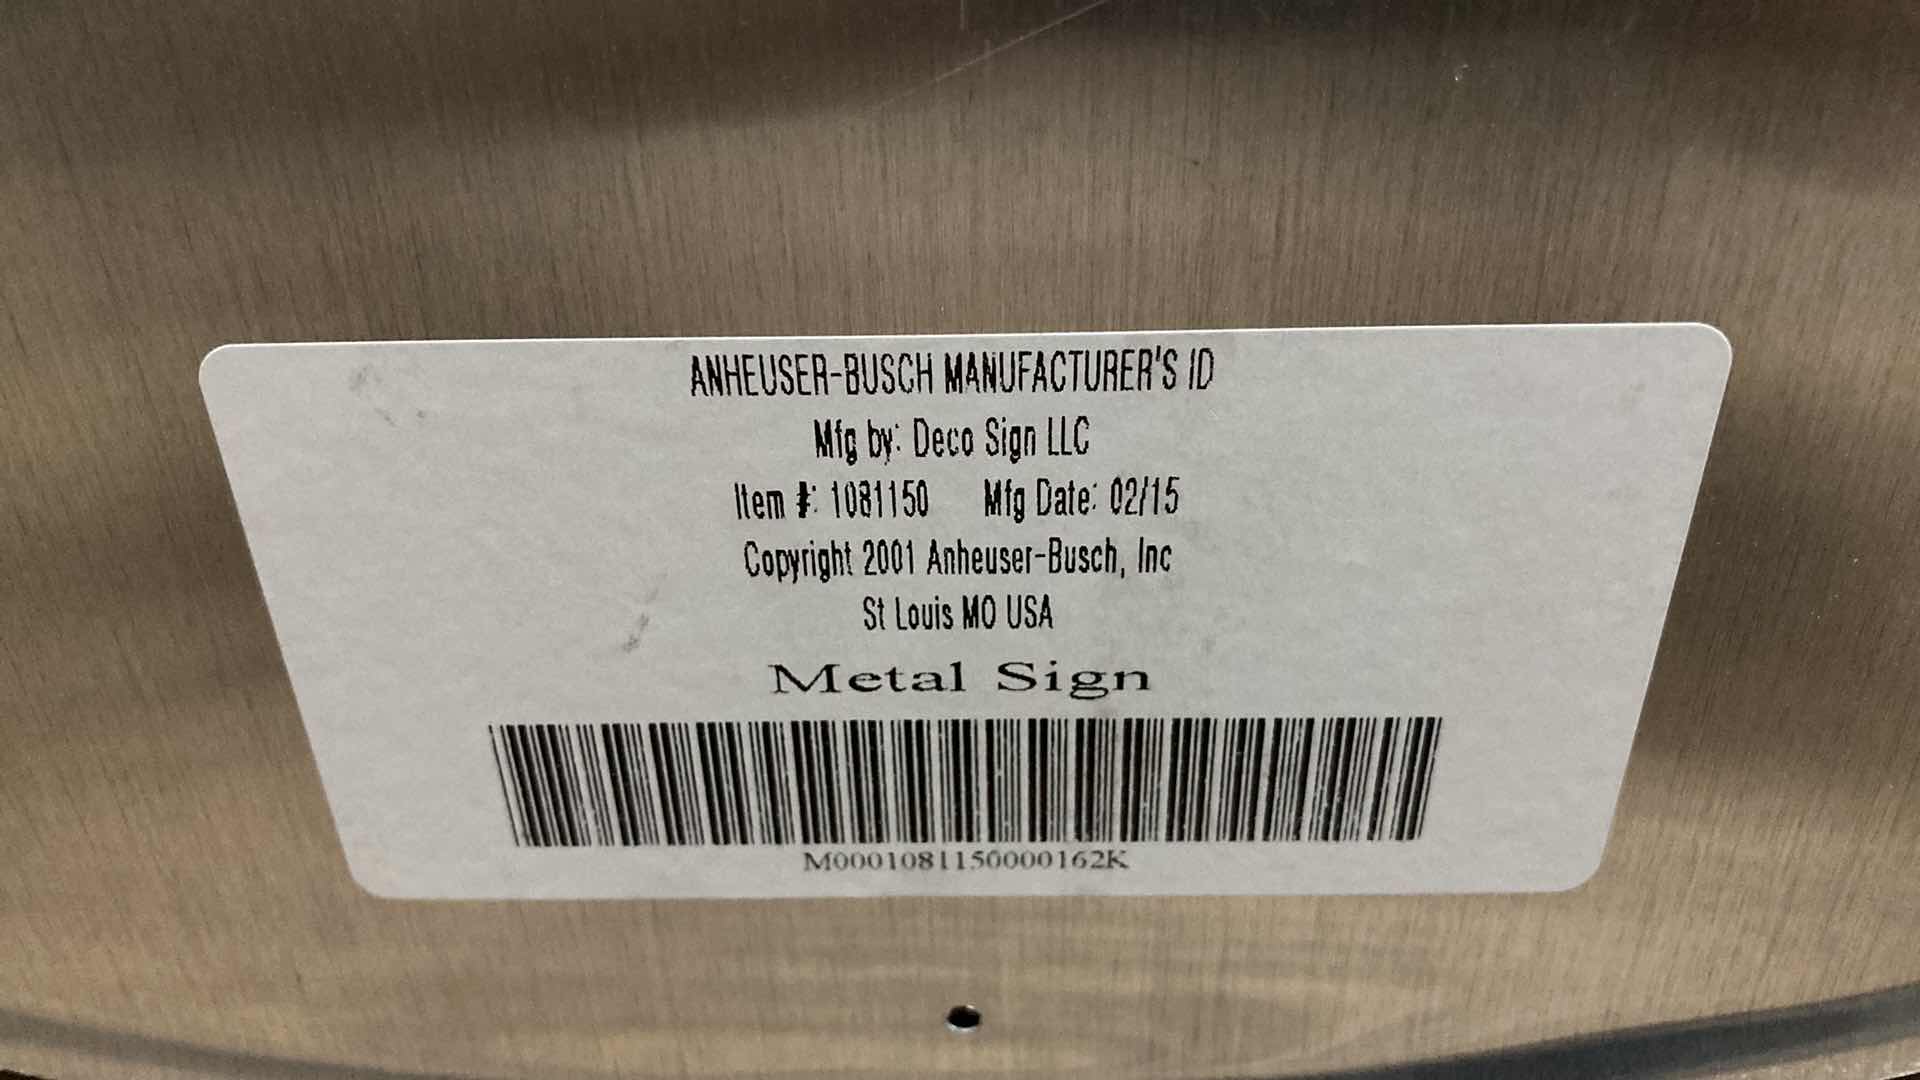 ANHEUSER-BUSCH MANUFACTURER'S ID
Mfg by: Deco Sign LLC
Item #: 1081150 Mfg Date: 02/15
Copyright 2001 Anheuser-Busch, Inc
St Louis MO USA
Metal Sign
M0001081150000162K